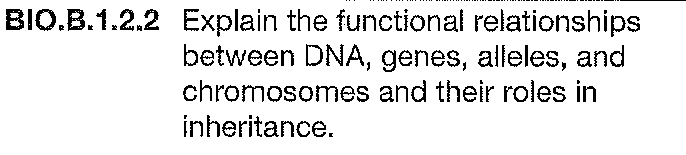 BIO.B.1.2.2 Explain the functional relationships
between DNA, genes, alleles, and
chromosomes and their roles in
inheritance.